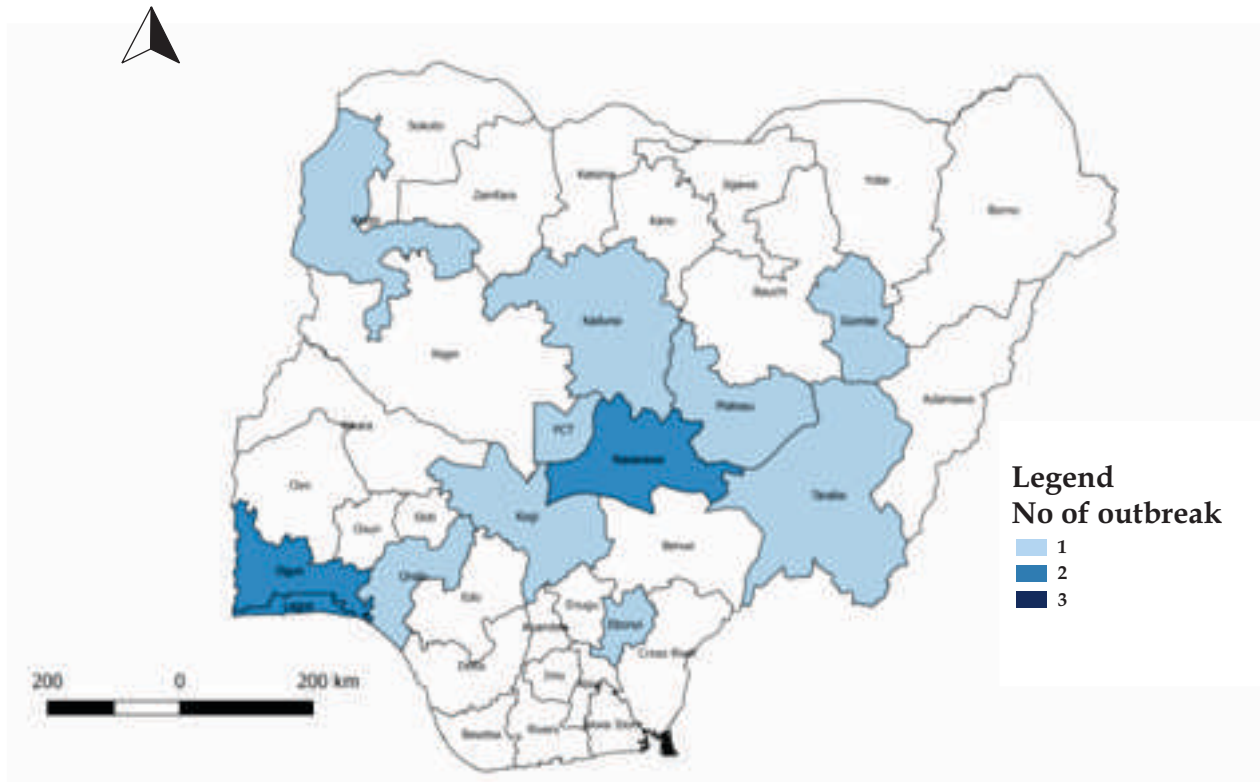 Sokoto
Zamfara
Katsina
Jigawa
Yobe
Borno
Kano
Kebbi
Bauchi
Gombe
Kaduna
Niger
Adamawa
Plateau
FCT
Kwara
Nasarawa
Oyo
Taraba
Kogi
Ekiti
Osun
Benue
Ogun
Ondo
Edo
Lagos
Enugu
Ebonyi
Anambra
Cross River
Delta
Imo
Rivers
Bayelsa
Akwa Ibom
Legend
No of outbreak
1
2
3
200 0 200 km